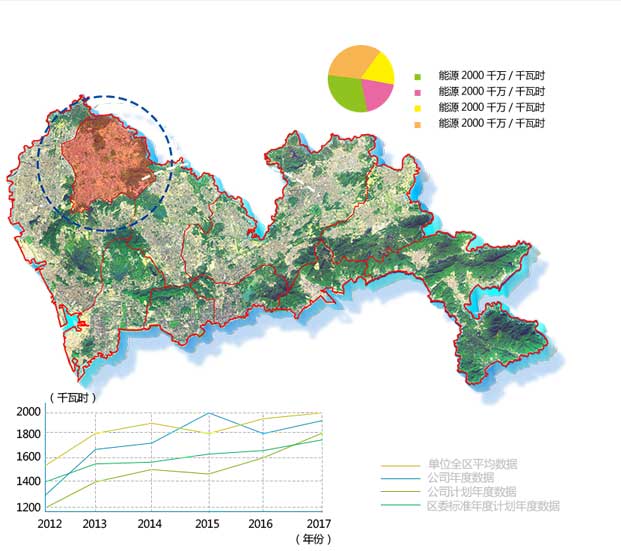 能源 2000 千万 / 千瓦时
能源 2000 千万 / 千瓦时
能源 2000 千万 / 千瓦时
能源 2000 千万 / 千瓦时
（千瓦时）
2000
1800
1600
1400
1200
2012 2013 2014 2015 2016 2017
（年份）
单位全区平均数据
公司年度数据
公司计划年度数据
区委标准年度计划年度数据